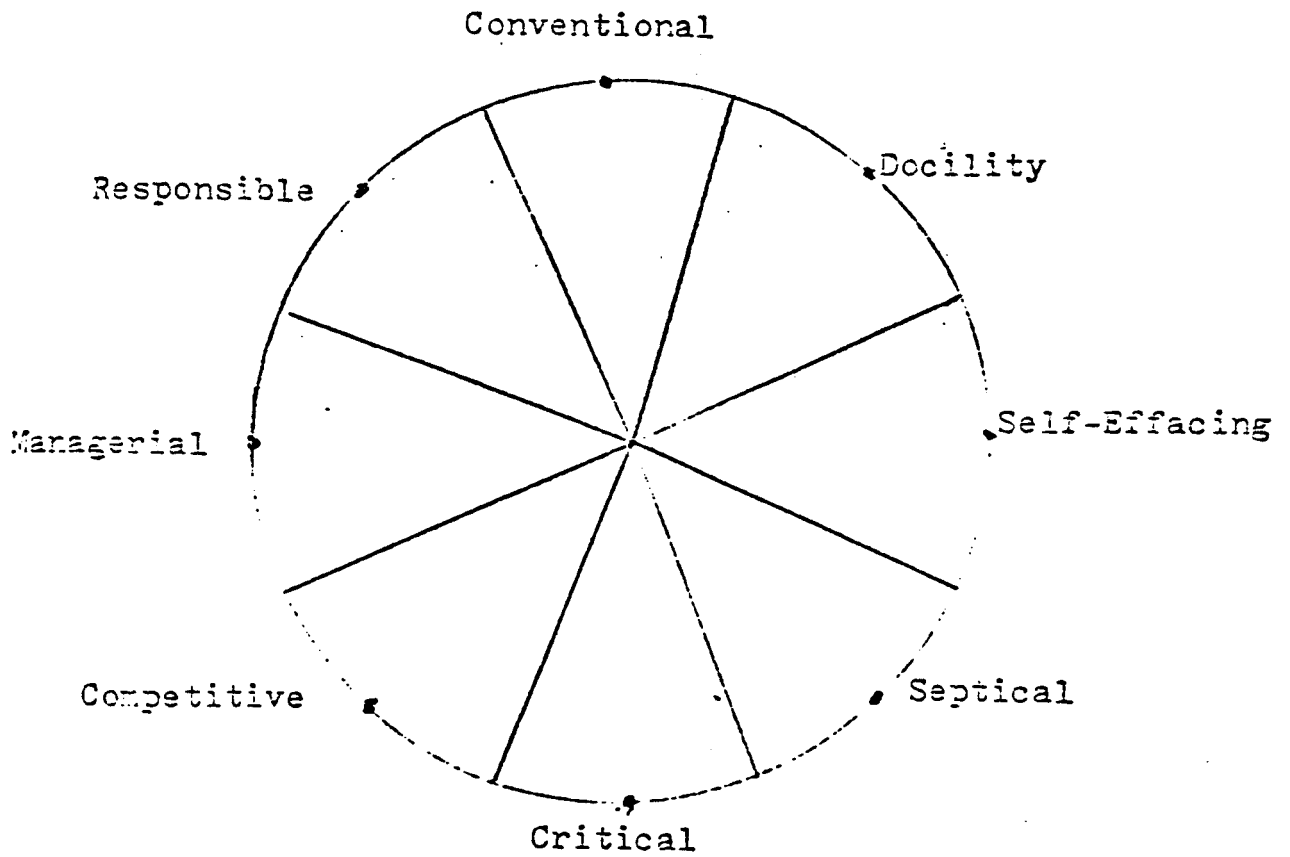 Conventional
Docility
Responsible
Self-Effacing
Managerial
Septical
Competitive
Critical